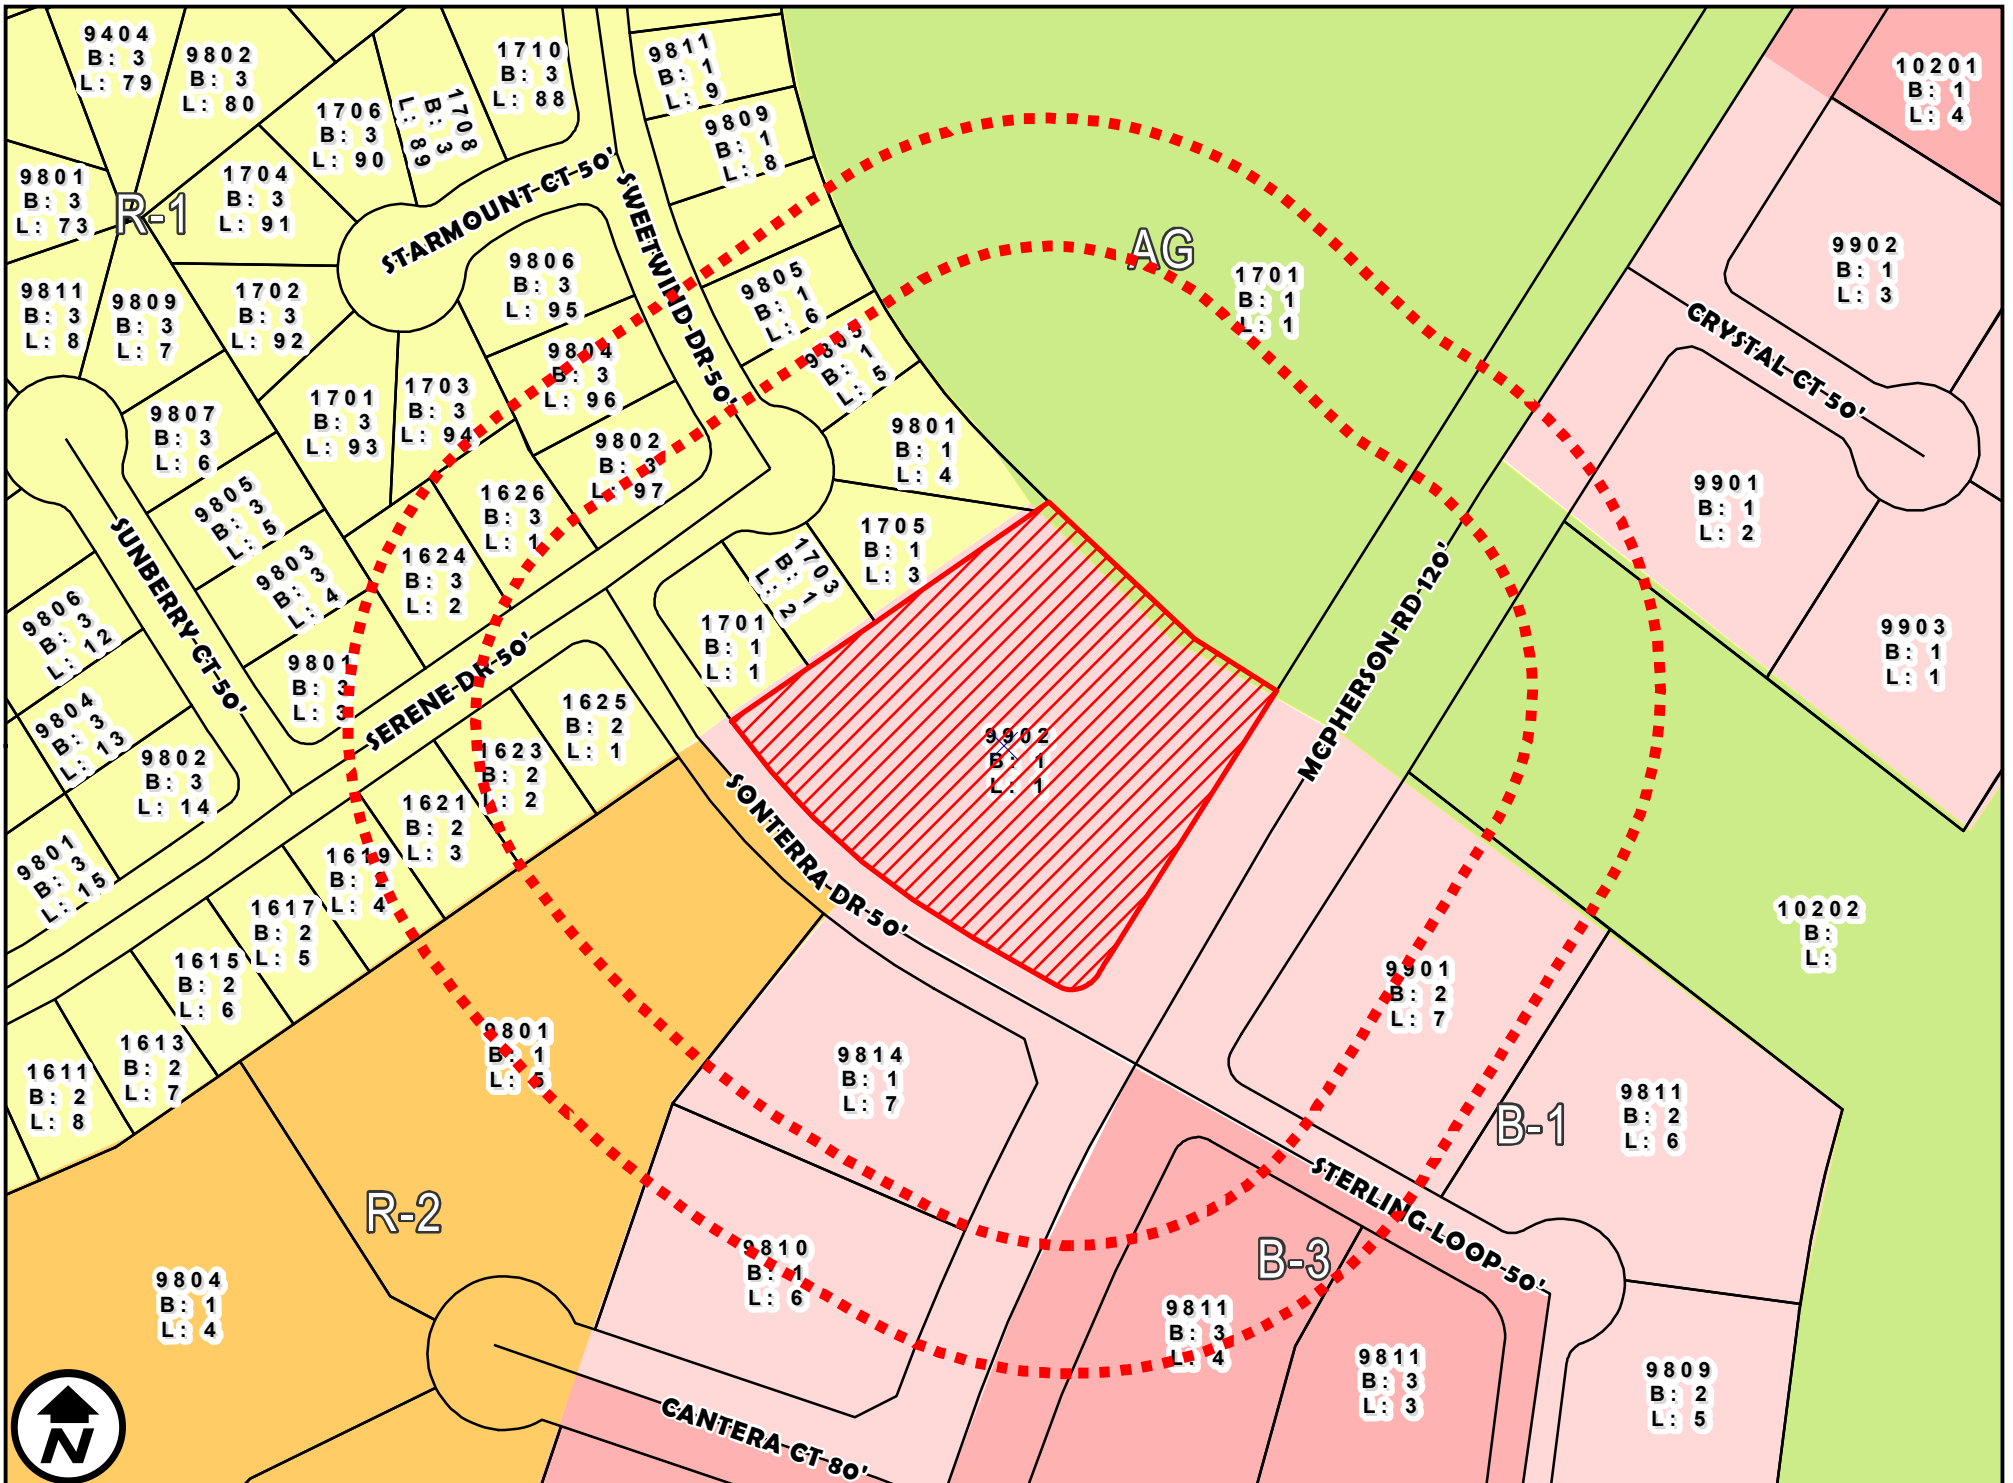 9404
B: 3
L: 79
9802
B: 3
L: 80
1706
B: 3
L: 90
1708
B: 3
L: 89
1710
B: 3
L: 88
9811
B: 1
L: 9
9809
B: 1
L: 8
10201
B: 1
L: 4
9801
B: 3
L: 73
R-1
1704
B: 3
L: 91
STARMOUNT-CT-50'
SWEETWIND-DR-50'
AG
1701
B: 1
L: 1
9902
B: 1
L: 3
CRYSTAL-CT-50'
9811
B: 3
L: 8
9809
B: 3
L: 7
1702
B: 3
L: 92
9806
B: 3
L: 95
9805
B: 1
L: 6
9803
B: 1
L: 5
9804
B: 3
L: 96
1701
B: 3
L: 93
1703
B: 3
L: 94
9807
B: 3
L: 6
9802
B: 3
L: 97
9801
B: 1
L: 4
9805
B: 3
L: 5
1626
B: 3
L: 1
9901
B: 1
L: 2
1705
B: 1
L: 3
1703
B: 1
L: 2
SUNBERRY-CT-50'
9803
B: 3
L: 4
1624
B: 3
L: 2
MCPHERSON-RD-120'
9806
B: 3
L: 12
1701
B: 1
L: 1
9903
B: 1
L: 1
9801
B: 3
L: 3
SERENE-DR-50'
9804
B: 3
L: 13
1625
B: 2
L: 1
9902
B: 1
L: 1
9802
B: 3
L: 14
1623
B: 2
L: 2
SONTERRA-DR-50'
1621
B: 2
L: 3
9801
B: 3
L: 15
1619
B: 2
L: 4
1617
B: 2
L: 5
10202
B:
L:
1615
B: 2
L: 6
9901
B: 2
L: 7
1613
B: 2
L: 7
9801
B: 1
L: 5
9814
B: 1
L: 7
1611
B: 2
L: 8
9811
B: 2
L: 6
B-1
STERLING-LOOP-50'
R-2
B-3
9810
B: 1
L: 6
9804
B: 1
L: 4
9811
B: 3
L: 4
9811
B: 3
L: 3
9809
B: 2
L: 5
CANTERA-CT-80'
N